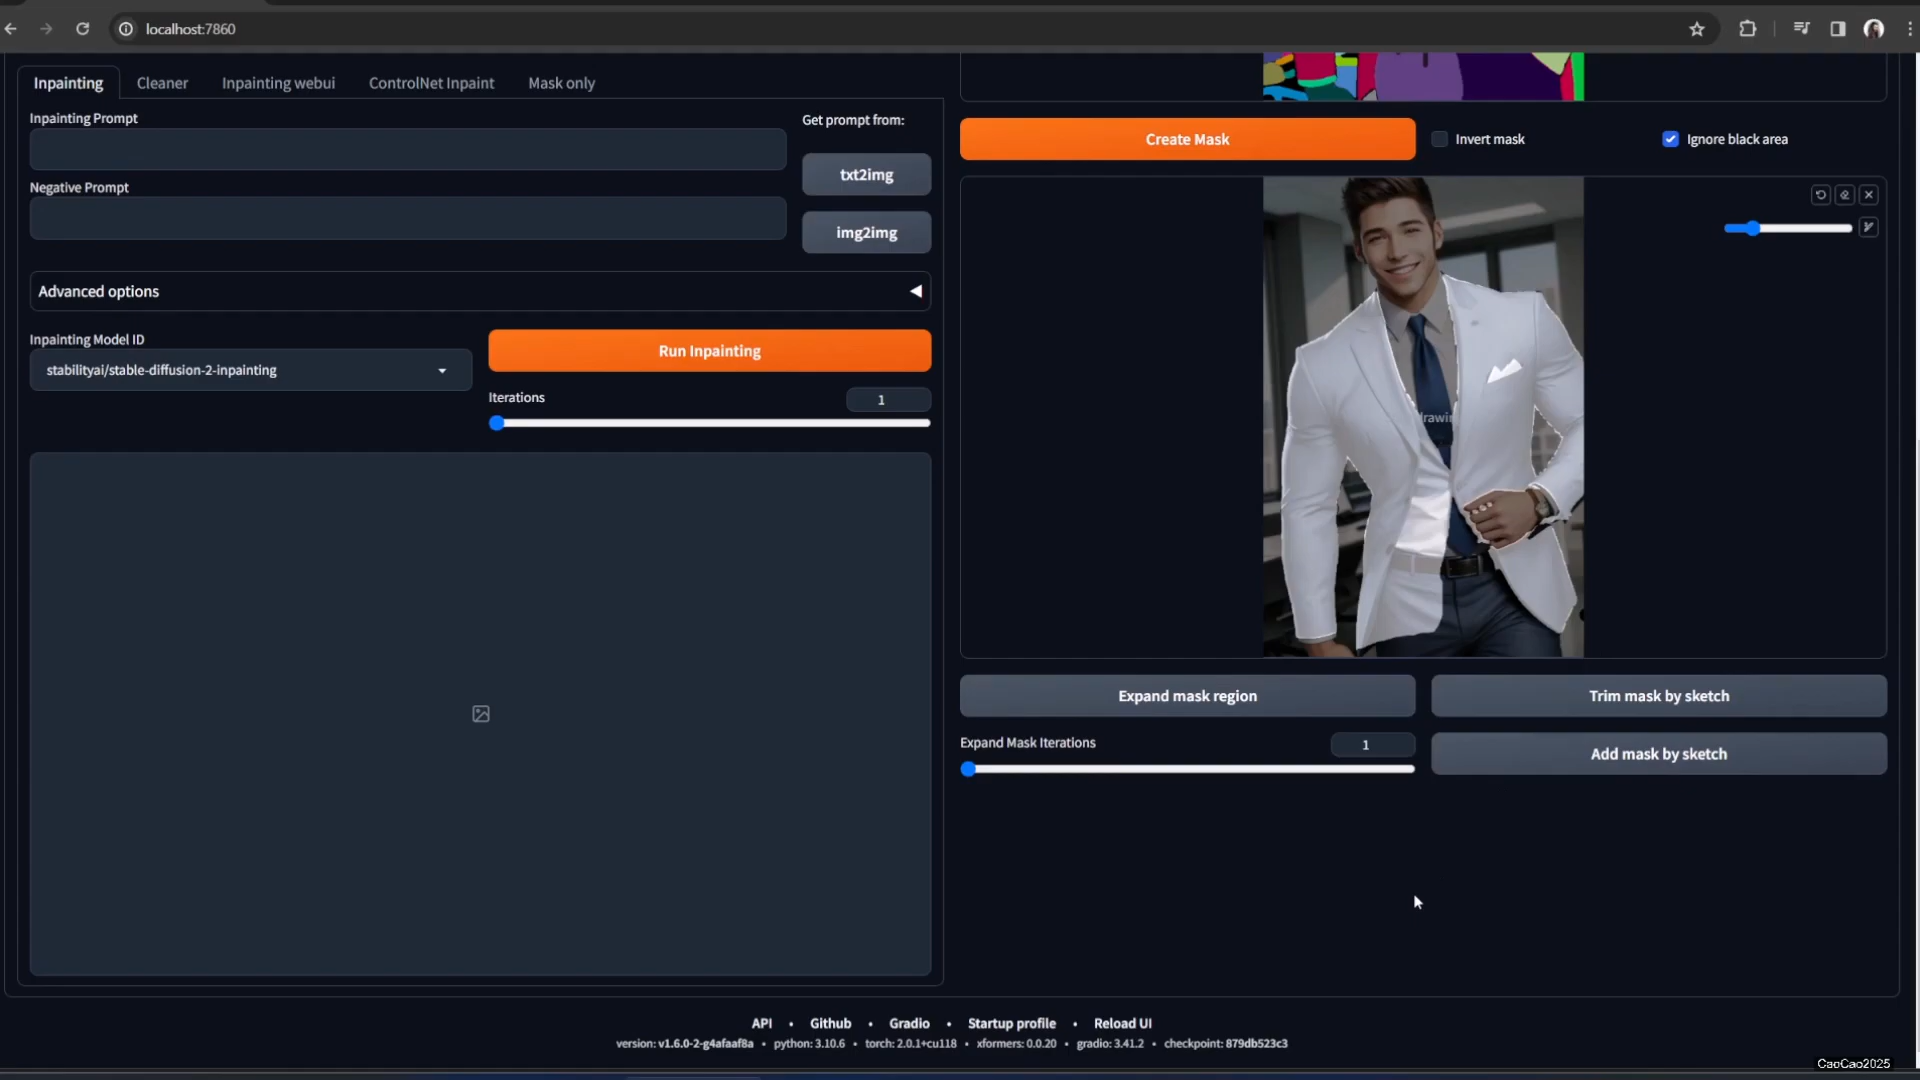 localhost:7860
Inpainting
Cleaner
Inpainting webui
ControlNet Inpaint
Mask only
Inpainting Prompt
Get prompt from:
txt2img
Negative Prompt
img2img
Advanced options
Inpainting Model ID
stabilityai/stable-diffusion-2-inpainting
Run Inpainting
Iterations
1
Create Mask
Invert mask
Ignore black area
Expand mask region
Trim mask by sketch
Expand Mask Iterations
1
Add mask by sketch
API • Github • Gradio • Startup profile • Reload UI
version: v1.6.0-2-g4afaaf8a • python: 3.10.6 • torch: 2.0.1+cu118 • xformers: 0.0.20 • gradio: 3.41.2 • checkpoint: 879db523c3
CaoCao2025